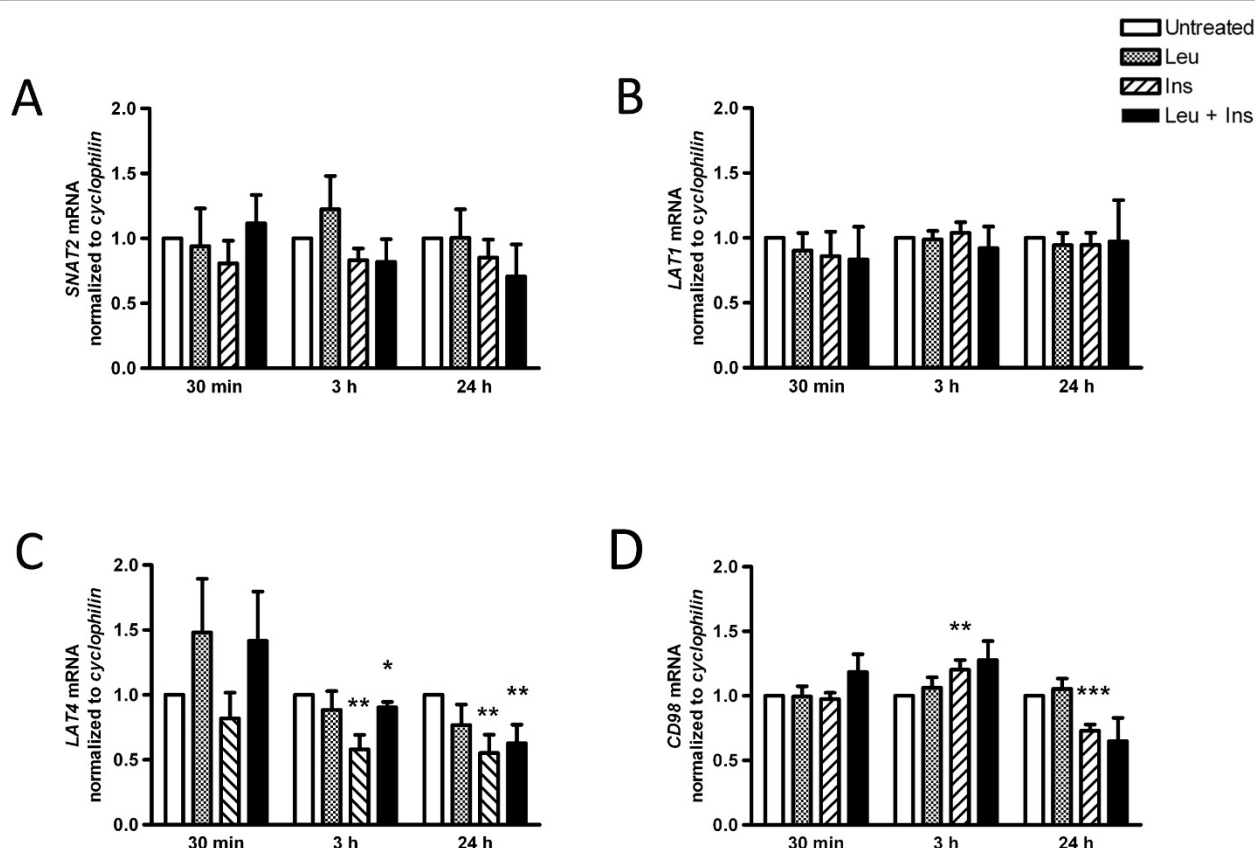 Untreated
Leu
Ins
Leu + Ins
A
SNAT2 mRNA
normalized to cyclophilin
2.0
1.5
1.0
0.5
0.0
30 min 3 h 24 h
B
LAT1 mRNA
normalized to cyclophilin
2.0
1.5
1.0
0.5
0.0
30 min 3 h 24 h
C
LAT4 mRNA
normalized to cyclophilin
2.0
1.5
1.0
0.5
0.0
** * ** **
30 min 3 h 24 h
D
CD98 mRNA
normalized to cyclophilin
2.0
1.5
1.0
0.5
0.0
** ***
30 min 3 h 24 h